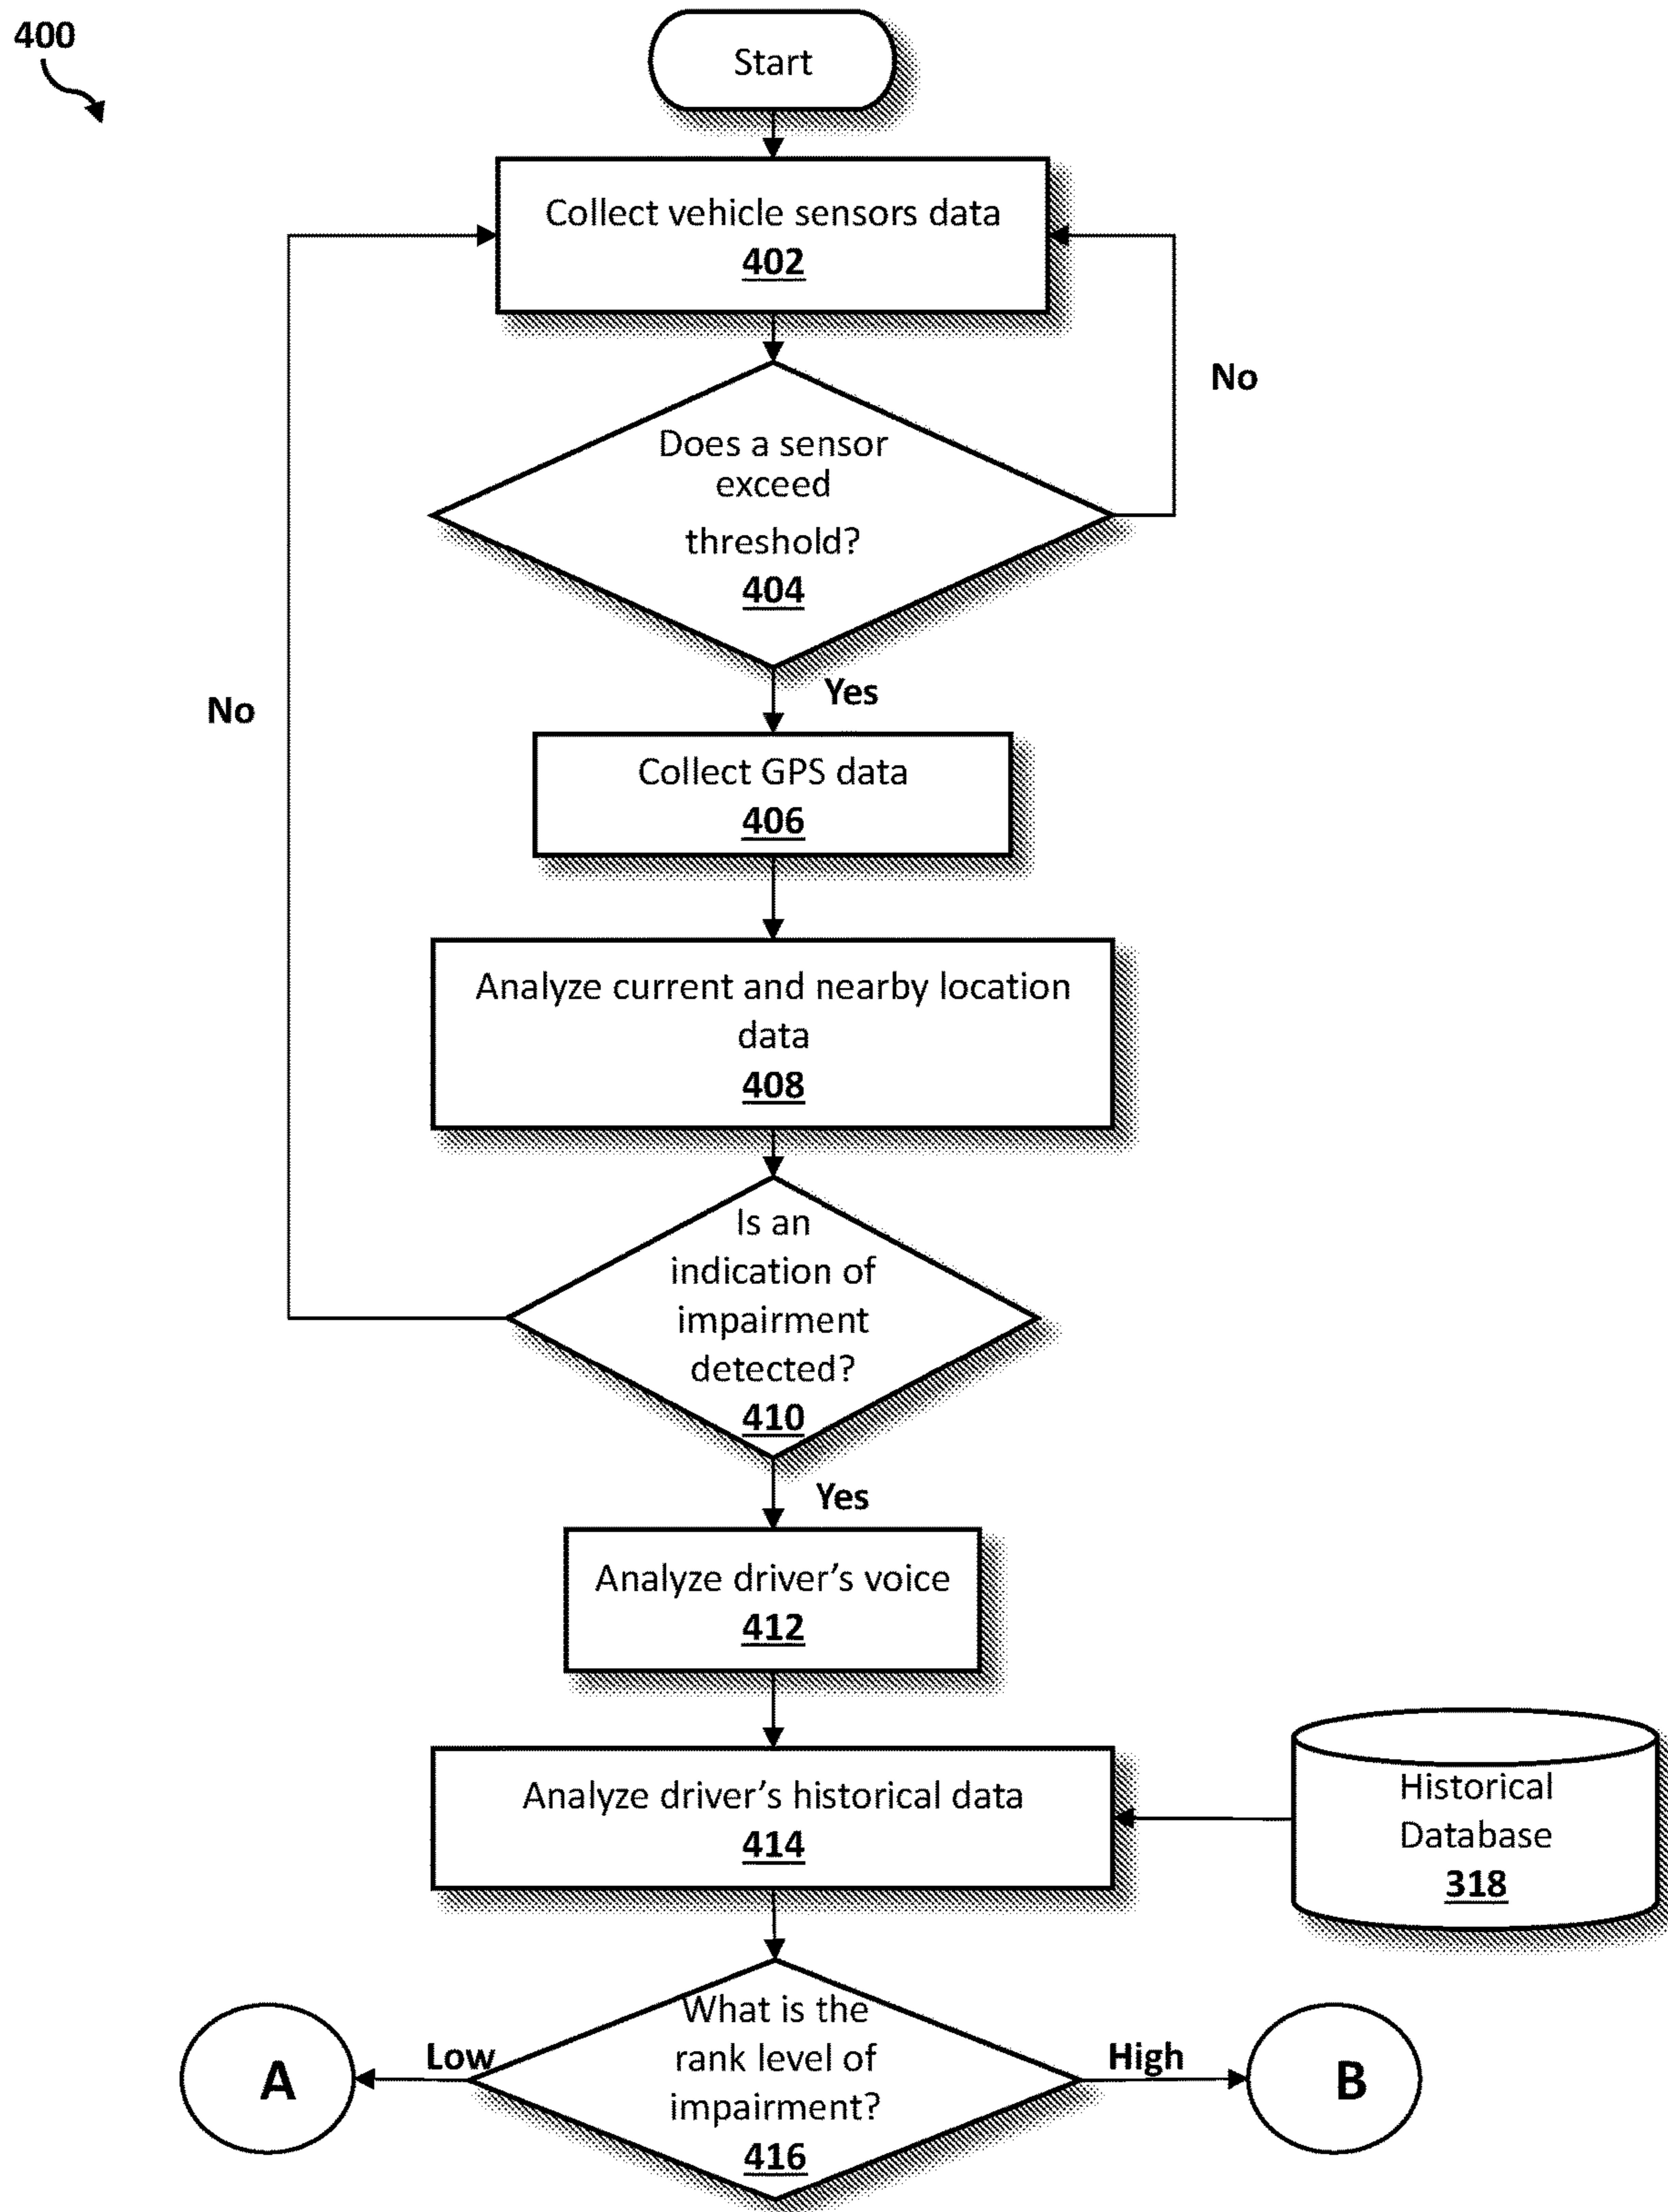 400
Start
Collect vehicle sensors data
402
No
Does a sensor
exceed
threshold?
404
Yes
No
Collect GPS data
406
Analyze current and nearby location
data
408
Is an
indication of
impairment
detected?
410
Yes
Analyze driver’s voice
412
Analyze driver’s historical data
414
Historical
Database
318
What is the
rank level of
impairment?
416
Low
A
High
B